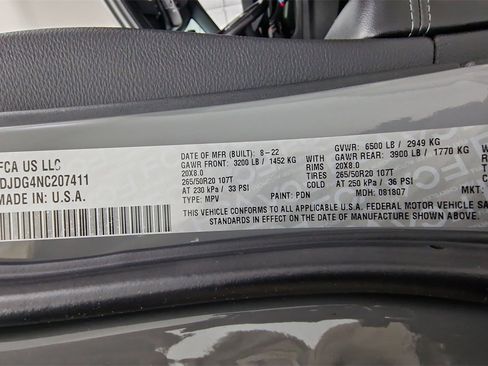 FCA US LLC
DJDG4NC207411
MADE IN U.S.A.
DATE OF MFR (BUILT): 8-22
GVWR: 6500 LB / 2949 KG
GAWR FRONT: 3200 LB / 1452 KG
GAWR REAR: 3900 LB / 1770 KG
20X8.0
RIMS
20X8.0
265/50R20 107T
TIRES
265/50R20 107T
AT 230 kPa / 33 PSI
COLD
AT 250 kPa / 36 PSI
TYPE: MPV
PAINT: PDN
MDH: 081807
MKT:
THIS VEHICLE CONFORMS TO ALL APPLICABLE U.S.A. FEDERAL MOTOR VEHICLE
STANDARDS IN EFFECT ON THE DATE OF MANUFACTURE SHOWN ABOVE.